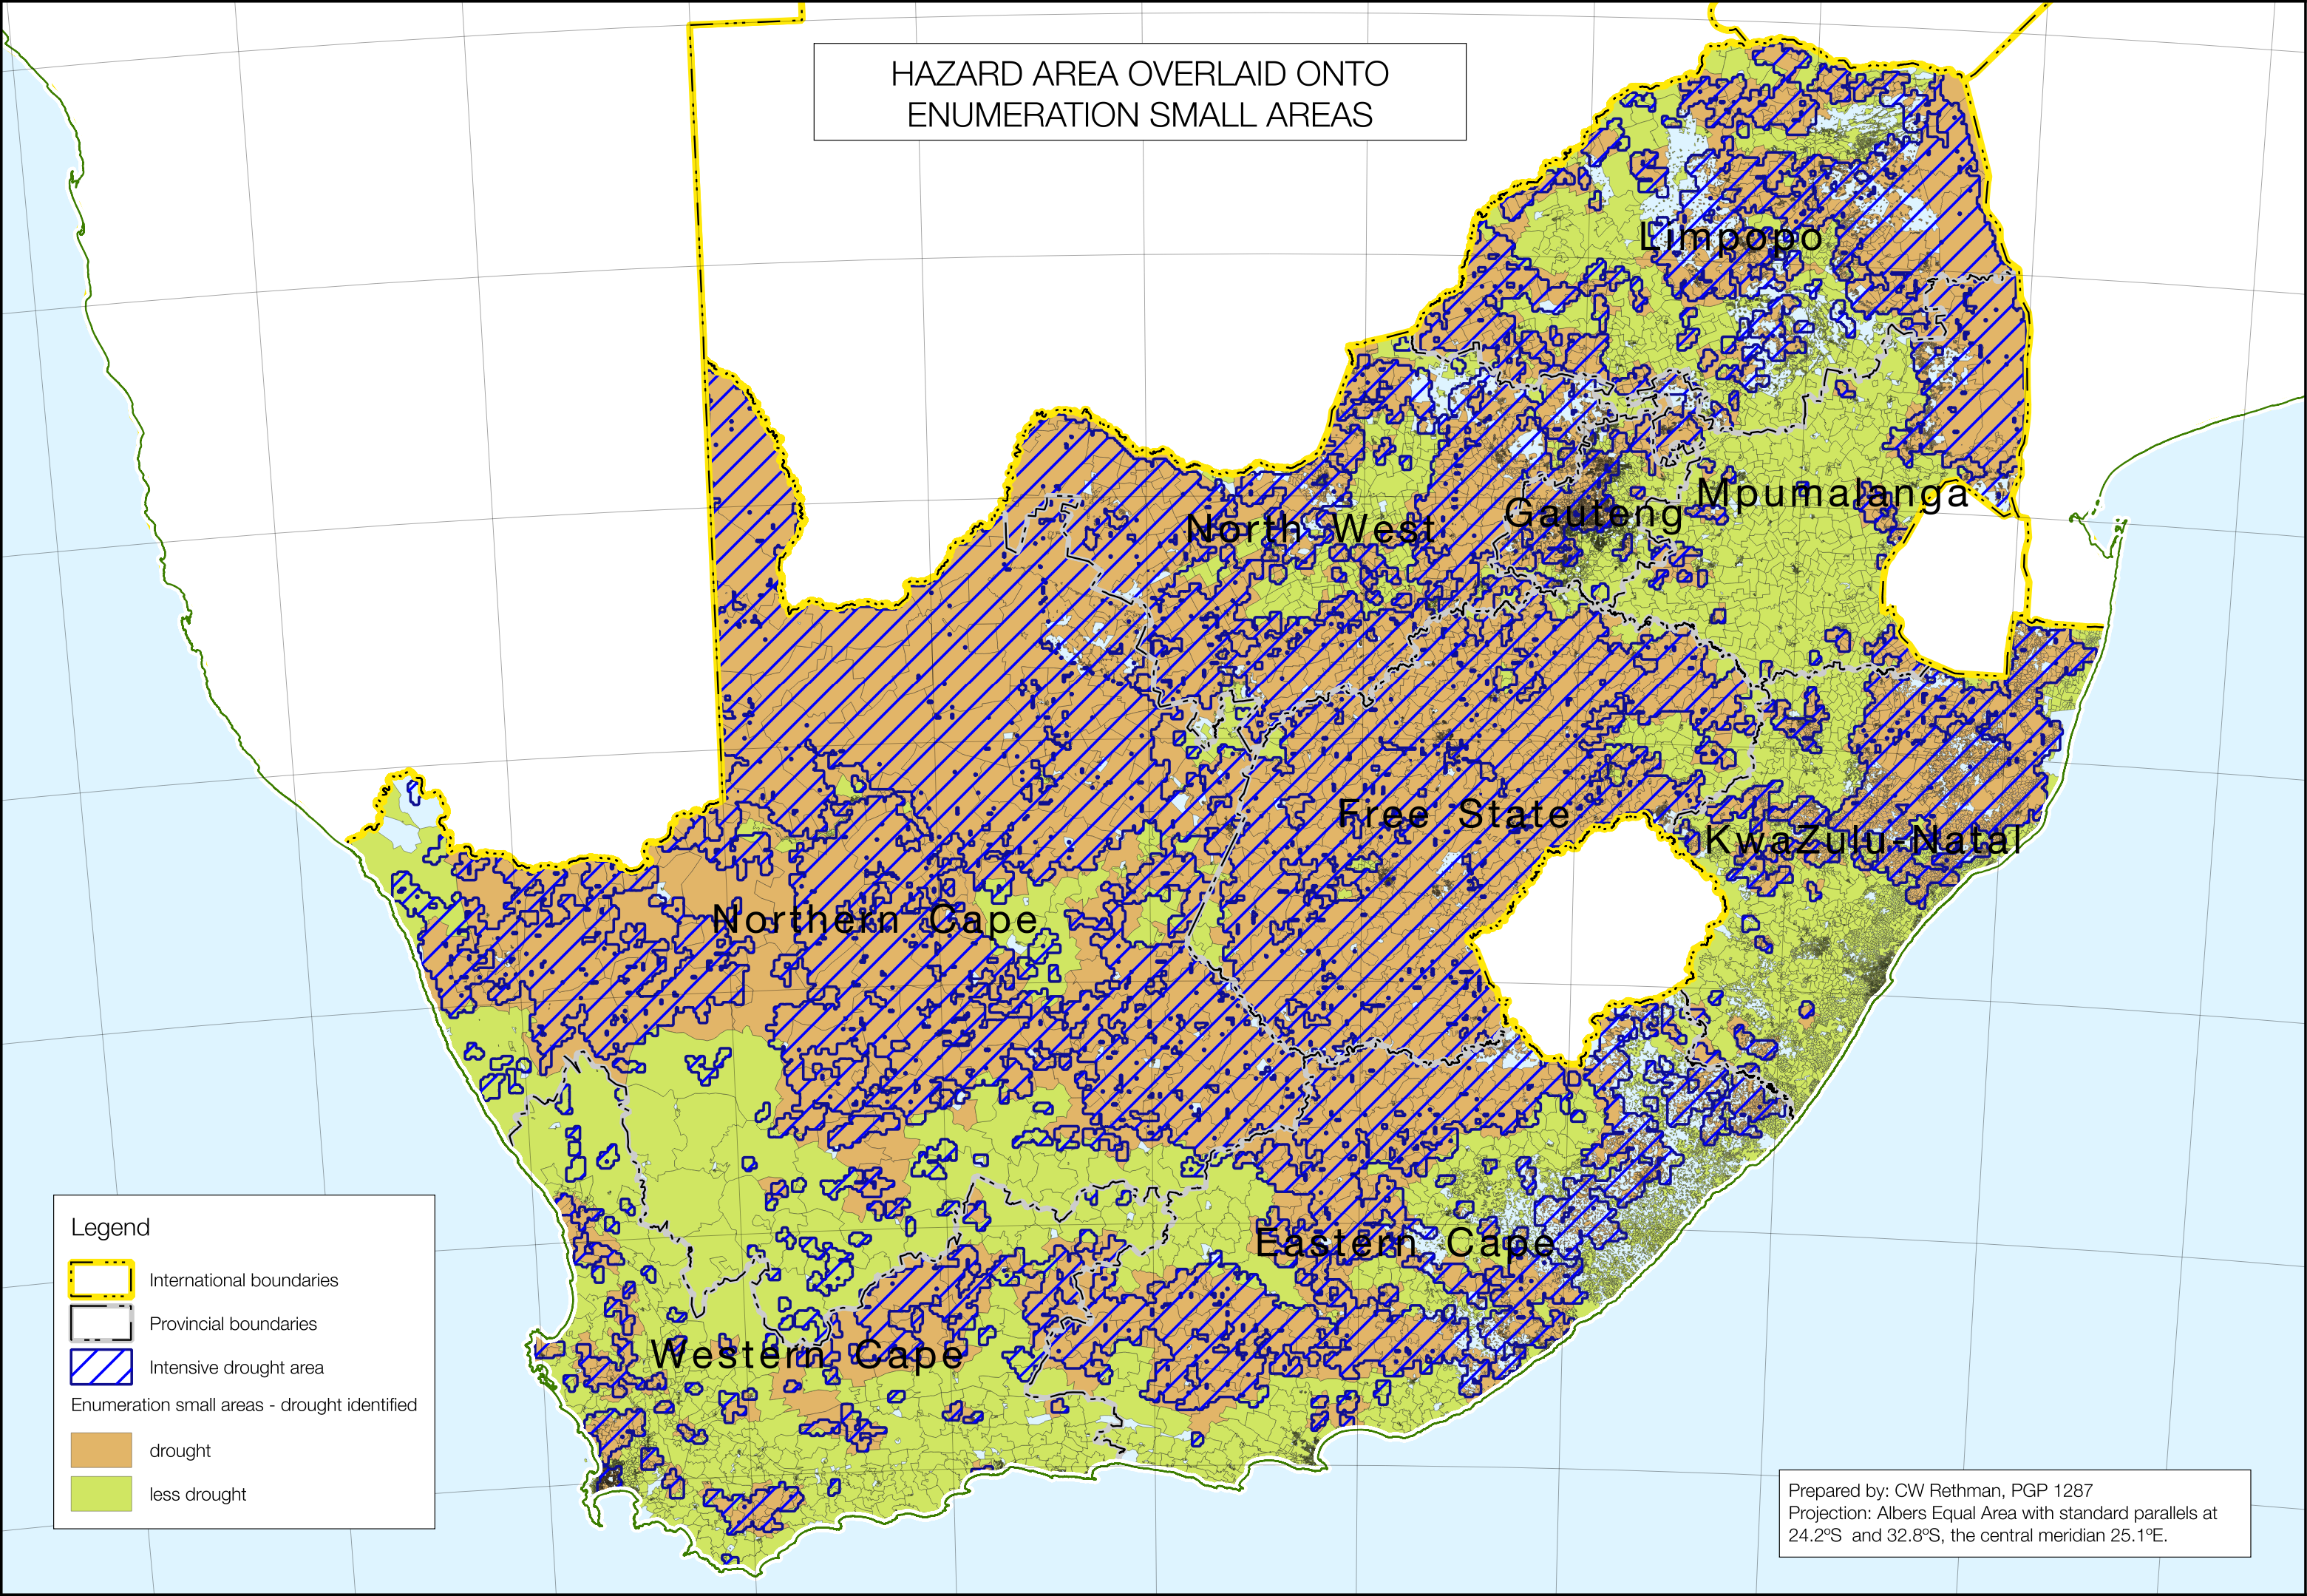 HAZARD AREA OVERLAID ONTO
ENUMERATION SMALL AREAS
Limpopo
Mpumalanga
Gauteng
North West
Free State
KwaZulu-Natal
Northern Cape
Eastern Cape
Western Cape
Legend
International boundaries
Provincial boundaries
Intensive drought area
Enumeration small areas - drought identified
drought
less drought
Prepared by: CW Rethman, PGP 1287
Projection: Albers Equal Area with standard parallels at
24.2ºS and 32.8ºS, the central meridian 25.1ºE.